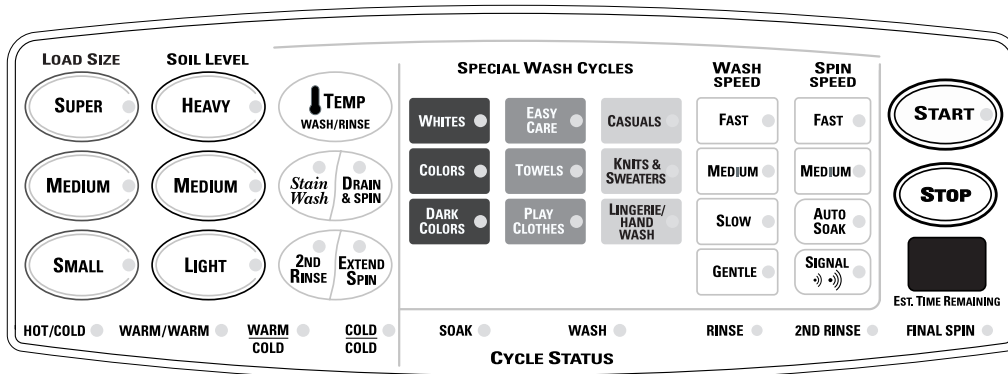 LOAD SIZE
SUPER
MEDIUM
SMALL
SOIL LEVEL
HEAVY
MEDIUM
LIGHT
TEMP
WASH/RINSE
Stain
Wash
DRAIN
& SPIN
2ND
RINSE
EXTEND
SPIN
SPECIAL WASH CYCLES
WHITES
EASY
CARE
CASUALS
COLORS
TOWELS
KNITS &
SWEATERS
DARK
COLORS
PLAY
CLOTHES
LINGERIE/
HAND
WASH
WASH
SPEED
FAST
MEDIUM
SLOW
GENTLE
SPIN
SPEED
FAST
MEDIUM
AUTO
SOAK
SIGNAL
START
STOP
EST. TIME REMAINING
HOT/COLD
WARM/WARM
WARM
COLD
COLD
COLD
SOAK
WASH
RINSE
2ND RINSE
FINAL SPIN
CYCLE STATUS